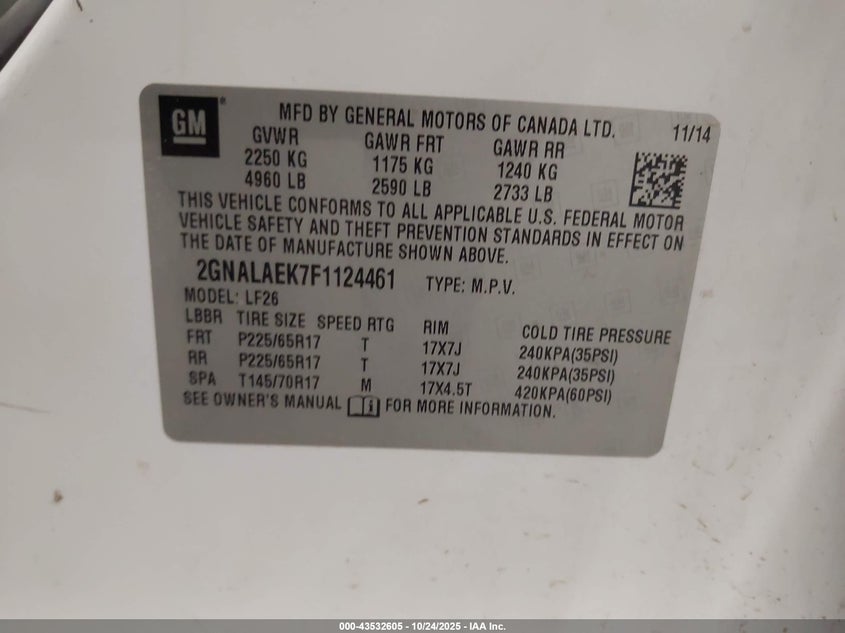 GM ® MFD BY GENERAL MOTORS OF CANADA LTD. 11/14
GVWR GAWR FRT GAWR RR
2250 KG 1175 KG 1240 KG
4960 LB 2590 LB 2733 LB
THIS VEHICLE CONFORMS TO ALL APPLICABLE U.S. FEDERAL MOTOR
VEHICLE SAFETY AND THEFT PREVENTION STANDARDS IN EFFECT ON
THE DATE OF MANUFACTURE SHOWN ABOVE.
2GNALAEK7F1124461 TYPE: M.P.V.
MODEL: LF26
LBBR TIRE SIZE SPEED RTG RIM COLD TIRE PRESSURE
FRT P225/65R17 T 17X7J 240KPA(35PSI)
RR P225/65R17 T 17X7J 240KPA(35PSI)
SPA T145/70R17 M 17X4.5T 420KPA(60PSI)
SEE OWNER'S MANUAL FOR MORE INFORMATION.
000-43532605 - 10/24/2025 - IAA Inc.